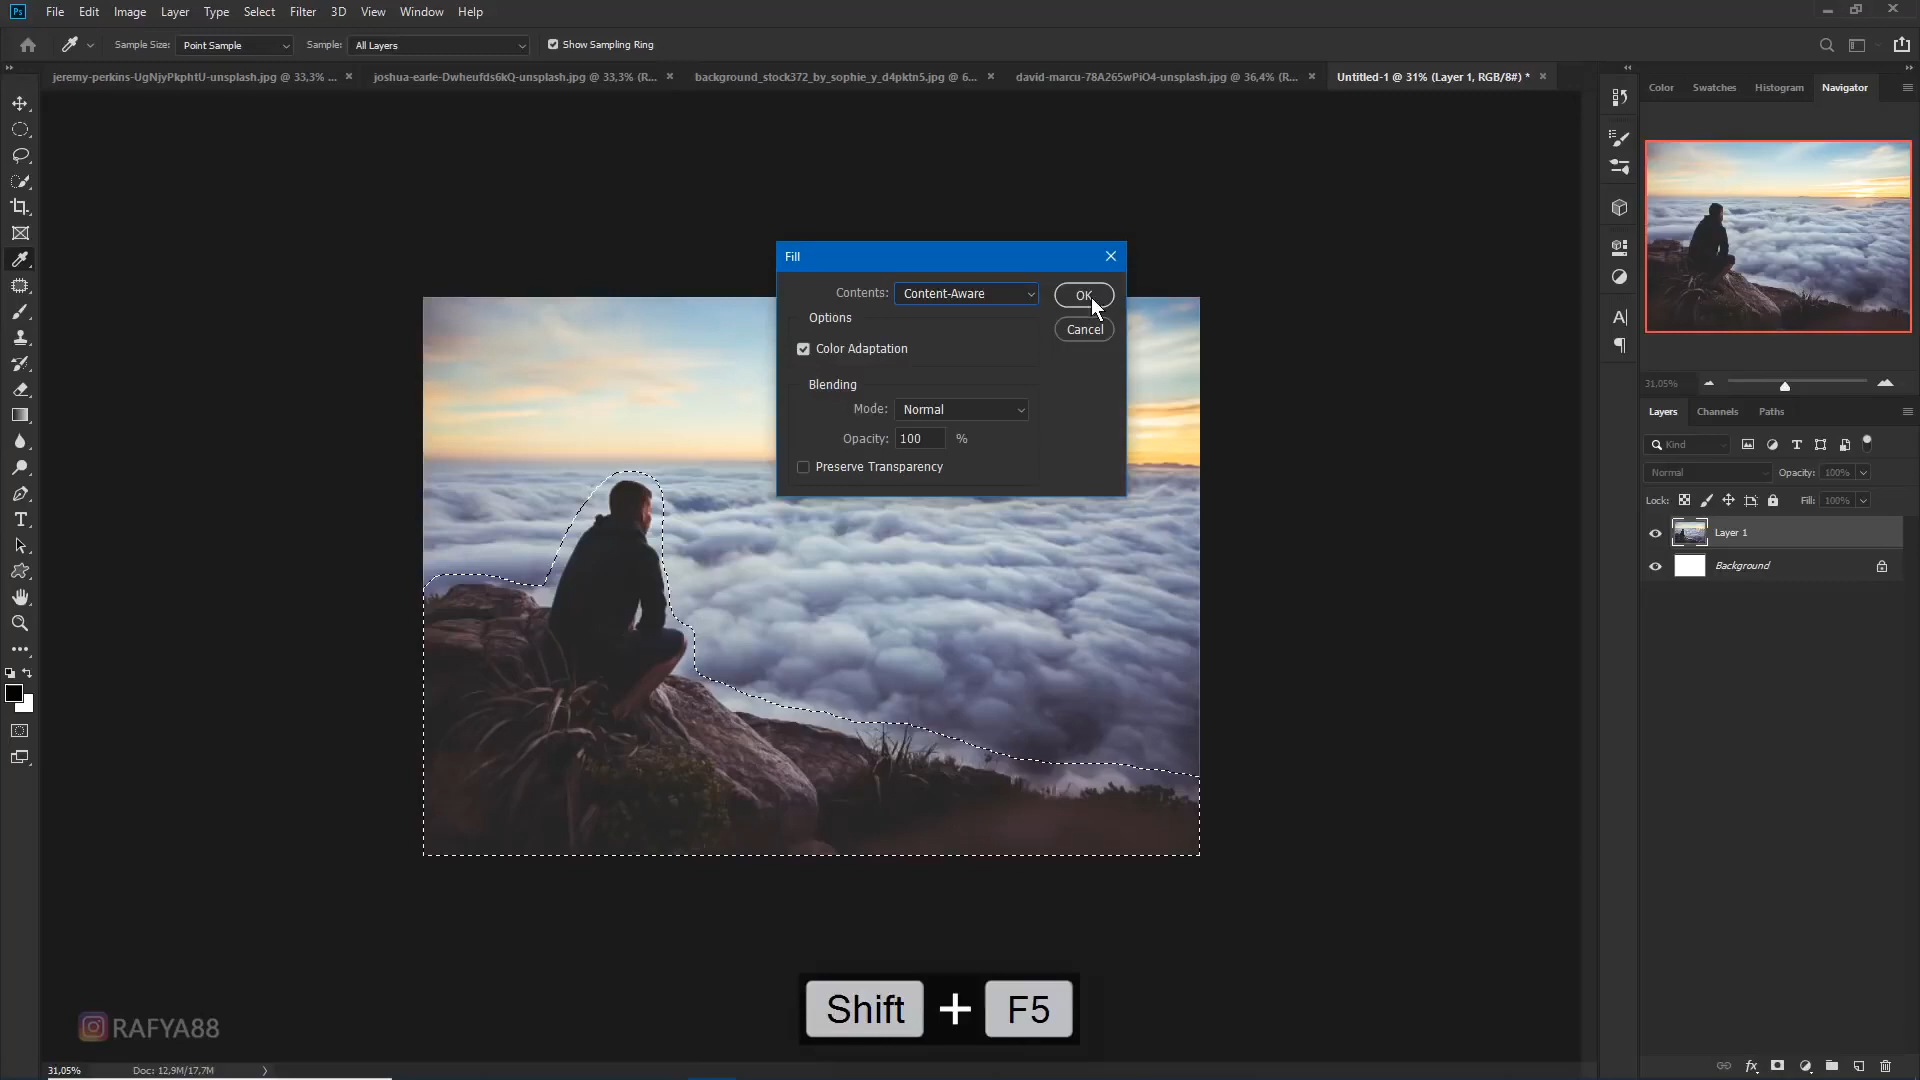 Ps File Edit Image Layer Type Select Filter 3D View Window Help
Sample Size: Point Sample Sample: All Layers Show Sampling Ring
jeremy-perkins-UgNjyPkphtU-unsplash.jpg @ 33,3% ... × joshua-earle-Dwheufds6kQ-unsplash.jpg @ 33,3% (R... × background_stock372_by_sophie_y_d4pktn5.jpg @ 6... × david-marcu-78A265wPiO4-unsplash.jpg @ 36,4% (R... × Untitled-1 @ 31% (Layer 1, RGB/8#) * ×
Color Swatches Histogram Navigator
Fill
Contents: Content-Aware OK
Options
Cancel
Color Adaptation
Blending
Mode: Normal
Opacity: 100 %
Preserve Transparency
31,05%
Layers Channels Paths
Kind
Normal Opacity: 100%
Lock: Fill: 100%
Layer 1
Background
Shift + F5
RAFYA88
31,05% Doc: 12,9M/17,7M